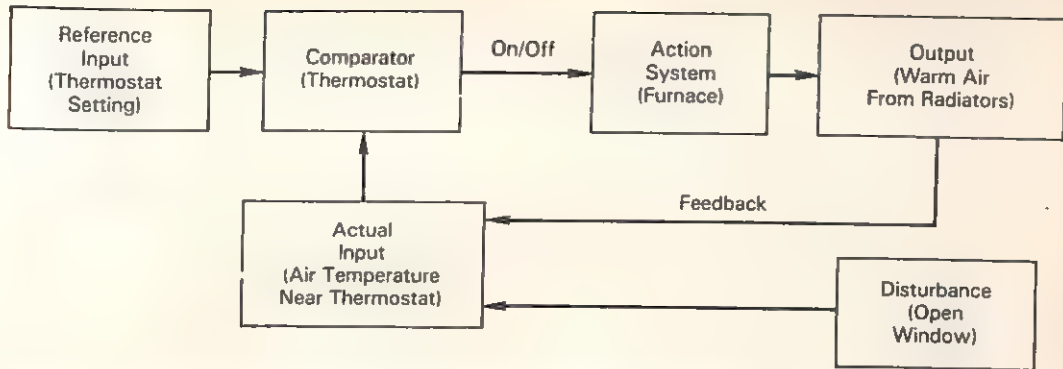 Reference
Input
(Thermostat
Setting)
Comparator
(Thermostat)
On/Off
Action
System
(Furnace)
Output
(Warm Air
From Radiators)
Feedback
Actual
Input
(Air Temperature
Near Thermostat)
Disturbance
(Open
Window)